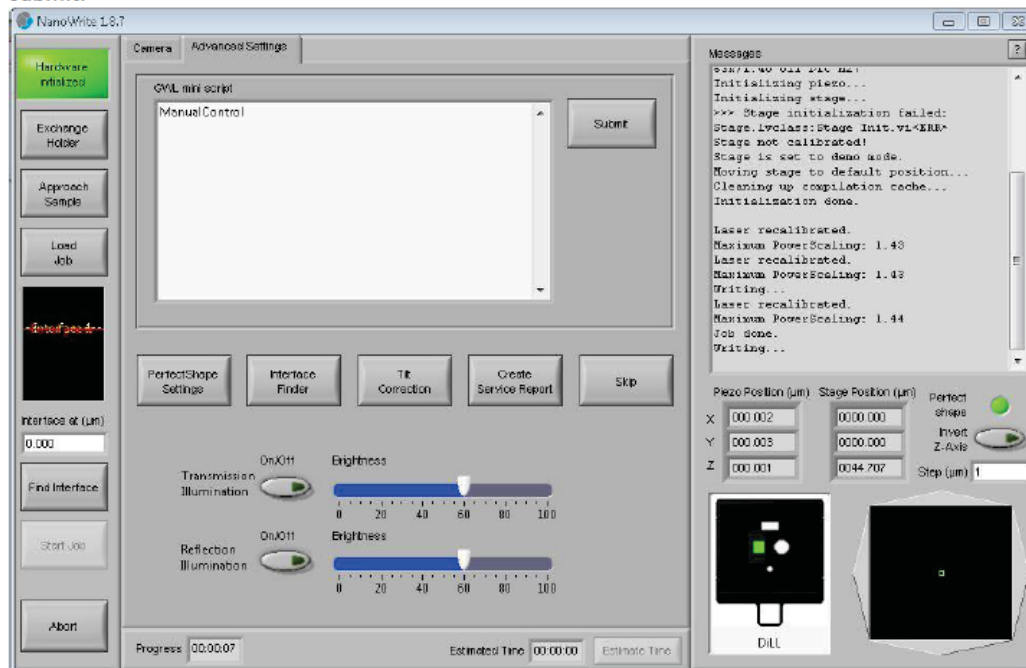 NanoWrite 1.8.7
Hardware
initialized
Exchange
Holder
Approach
Sample
Load
Job
Interface at (µm)
0.000
Find Interface
Start Job
Abort
Camera
Advanced Settings
GWL mini script
ManualControl
Submit
PerfectShape
Settings
Interface
Finder
Tilt
Correction
Create
Service Report
Skip
On/Off
Brightness
Transmission
Illumination
0 20 40 60 80 100
On/Off
Brightness
Reflection
Illumination
0 20 40 60 80 100
Progress 00:00:07
Estimated Time 00:00:00
Estimate Time
Messages
?
Initializing piezo...
Initializing stage...
>>> Stage initialization failed:
Stage.lvclass:Stage Init.vi<ERR>
Stage not calibrated!
Stage is set to demo mode.
Moving stage to default position...
Cleaning up compilation cache...
Initialization done.
Laser recalibrated.
Maximum PowerScaling: 1.43
Laser recalibrated.
Maximum PowerScaling: 1.43
Writing...
Laser recalibrated.
Maximum PowerScaling: 1.44
Job done.
Writing...
Piezo Position (µm) Stage Position (µm)
X 000.002 0000.000
Y 000.003 0000.000
Z 000.001 0044.707
Perfect
shape
Invert
Z-Axis
Step (µm) 1
DiLL